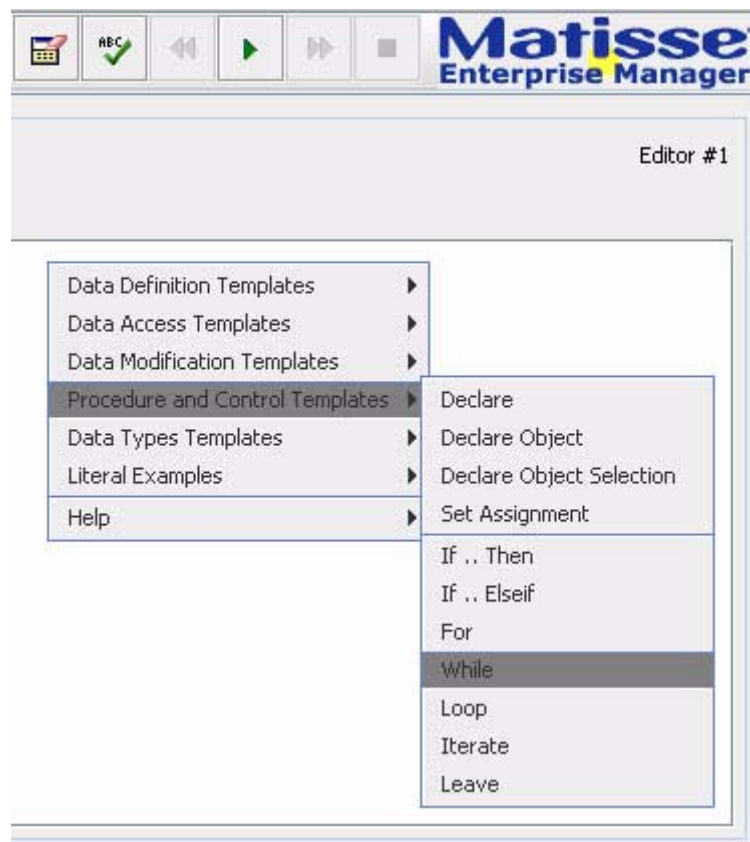 ABC
Matisse
Enterprise Manager
Editor #1
Data Definition Templates
Data Access Templates
Data Modification Templates
Procedure and Control Templates
Data Types Templates
Literal Examples
Help
Declare
Declare Object
Declare Object Selection
Set Assignment
If .. Then
If .. Elseif
For
While
Loop
Iterate
Leave